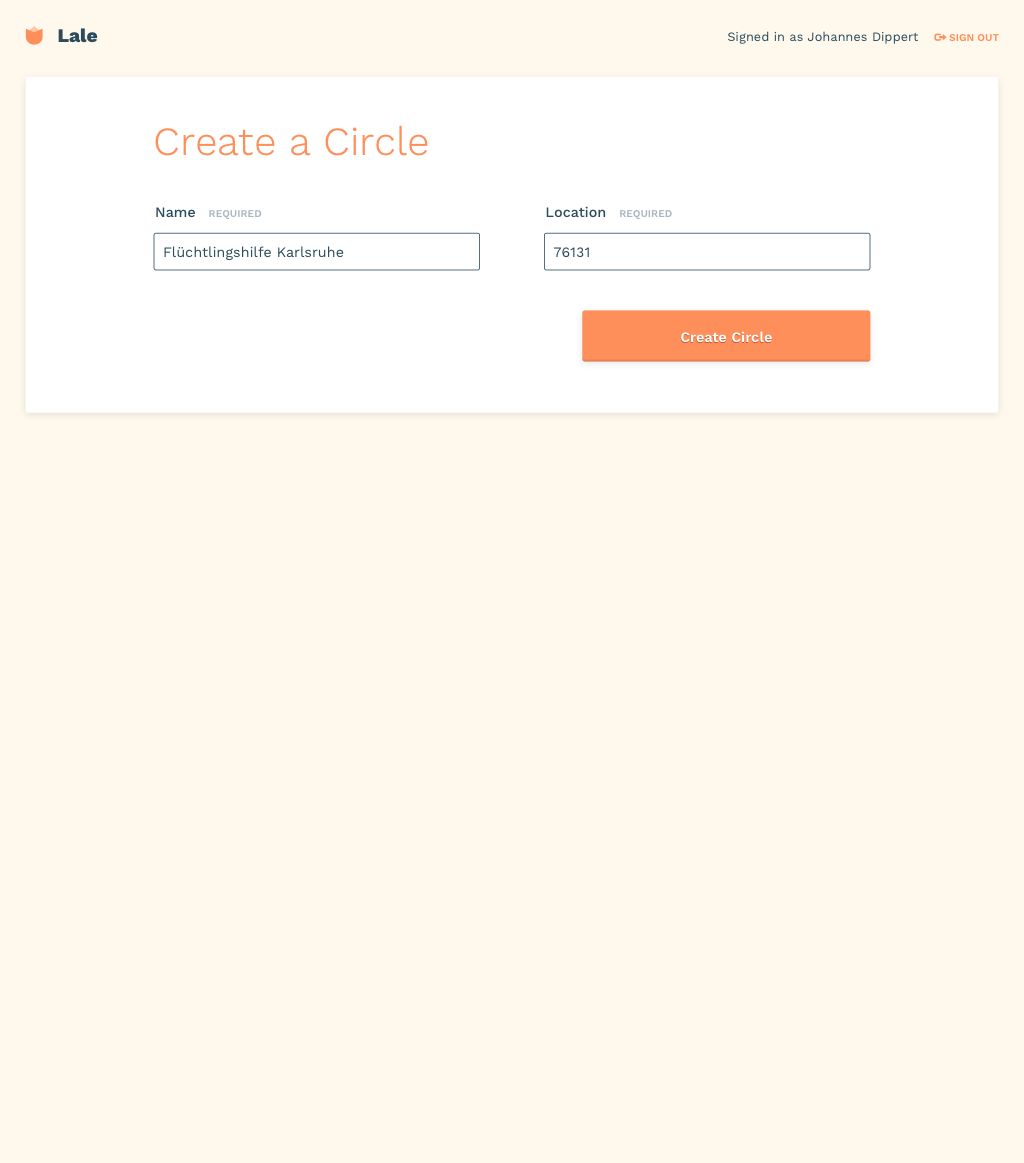 Lale
Signed in as Johannes Dippert SIGN OUT
Create a Circle
Name REQUIRED
Location REQUIRED
Flüchtlingshilfe Karlsruhe
76131
Create Circle